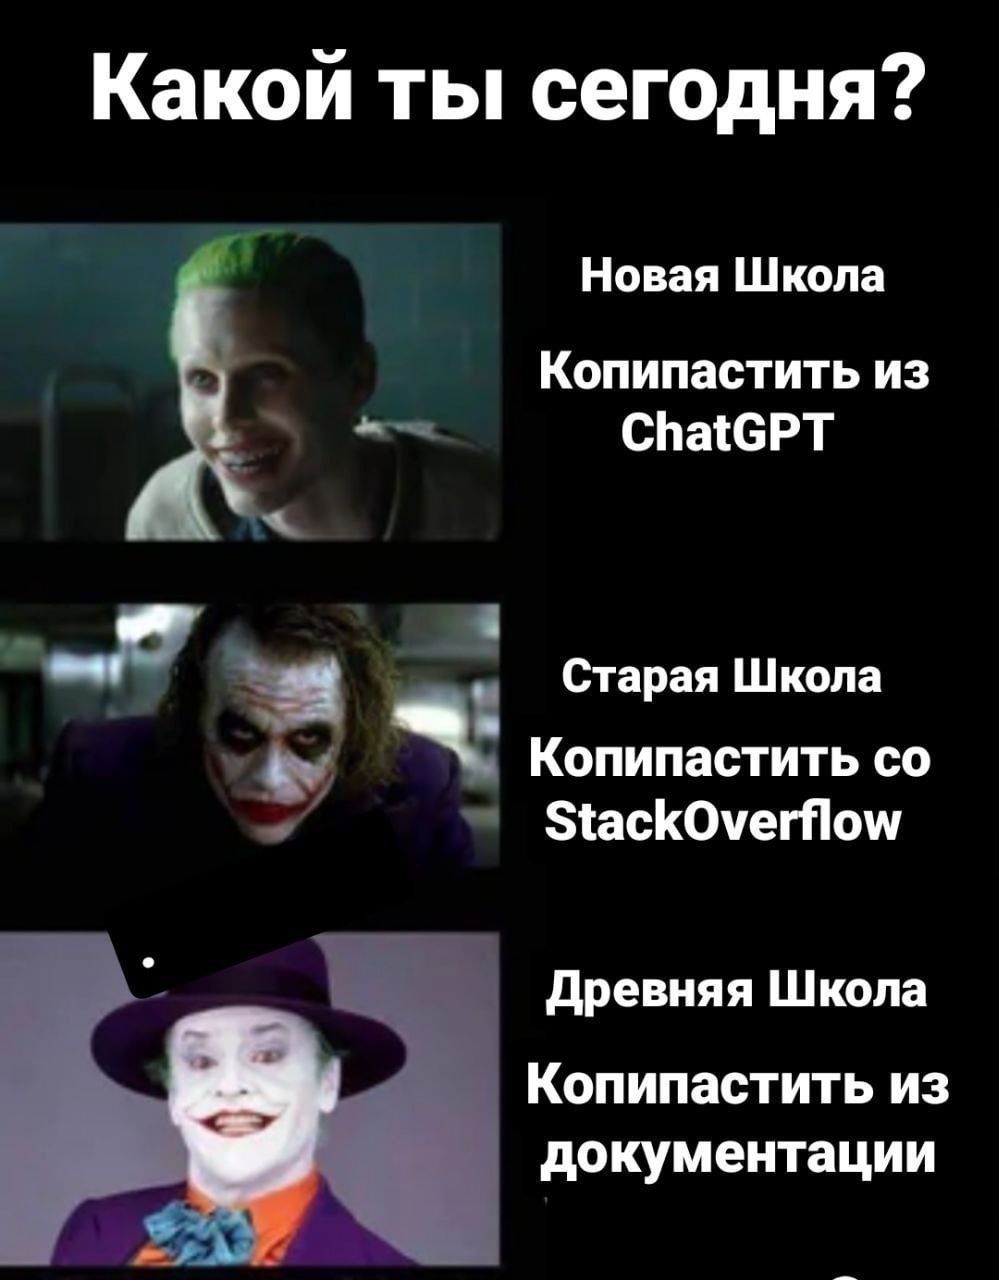 Какой ты сегодня?
Новая Школа
Копипастить из
ChatGPT
Старая Школа
Копипастить со
StackOverflow
Древняя Школа
Копипастить из
документации